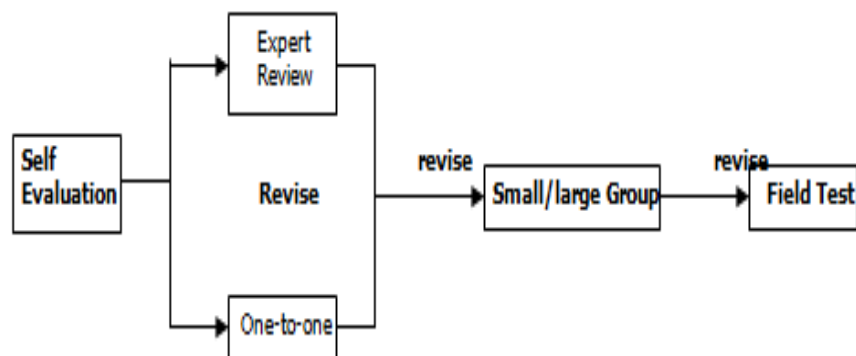 Expert
Review
Self
Evaluation
Revise
revise
Small/large Group
revise
Field Test
One-to-one